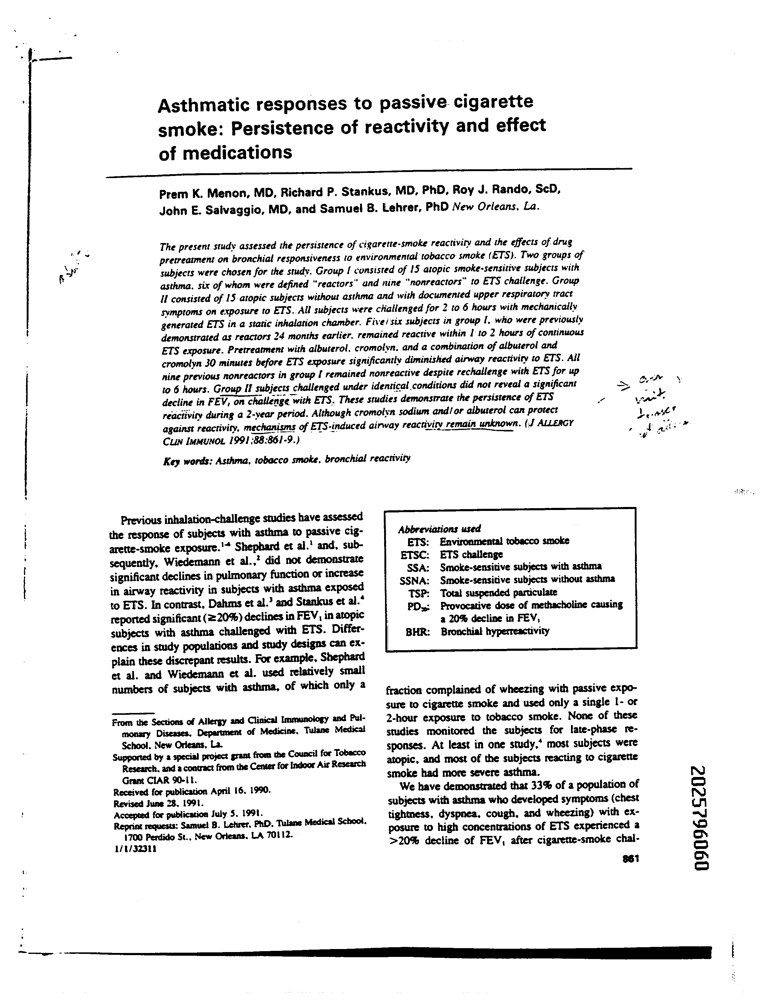 Asthmatic responses to passive cigarette
smoke: Persistence of reactivity and effect
of medications
Prem K. Menon, MD, Richard P. Stankus, MD, PhD, Roy J. Rando, ScD,
John E. Salvaggio, MD, and Samuel B. Lehrer, PhD New Orleans, La.
The present study assessed the persistence of cigarette-smoke reactivity and the effects of drug
pretreatment on bronchial responsiveness to environmental tobacco smoke (ETS). Two groups of
subjects were chosen for the study. Group I consisted of 15 atopic smoke-sensitive subjects with
asthma, six of whom were defined "reactors" and nine "nonreactors" to ETS challenge. Group
II consisted of 15 atopic subjects without asthma and with documented upper respiratory tract
symptoms on exposure to ETS. All subjects were challenged for 2 to 6 hours with mechanically
generated ETS in a static inhalation chamber. Five/six subjects in group I, who were previously
demonstrated as reactors 24 months earlier, remained reactive within 1 to 2 hours of continuous
ETS exposure. Pretreatment with albuterol, cromolyn, and a combination of albuterol and
cromolyn 30 minutes before ETS exposure significantly diminished airway reactivity to ETS. All
nine previous nonreactors in group I remained nonreactive despite rechallenge with ETS for up
to 6 hours. Group II subjects challenged under identical conditions did not reveal a significant
decline in FEV₁ on challenge with ETS. These studies demonstrate the persistence of ETS
reactivity during a 2-year period. Although cromolyn sodium and/or albuterol can protect
against reactivity, mechanisms of ETS-induced airway reactivity remain unknown. (J ALLERGY
CLIN IMMUNOL 1991;88:861-9.)
Key words: Asthma, tobacco smoke, bronchial reactivity
Previous inhalation-challenge studies have assessed
the response of subjects with asthma to passive cig-
arette-smoke exposure.¹⁻⁴ Shephard et al.¹ and, sub-
sequently, Wiedemann et al.,² did not demonstrate
significant declines in pulmonary function or increase
in airway reactivity in subjects with asthma exposed
to ETS. In contrast, Dahms et al.³ and Stankus et al.⁴
reported significant (≥20%) declines in FEV₁ in atopic
subjects with asthma challenged with ETS. Differ-
ences in study populations and study designs can ex-
plain these discrepant results. For example, Shephard
et al. and Wiedemann et al. used relatively small
numbers of subjects with asthma, of which only a
From the Sections of Allergy and Clinical Immunology and Pul-
monary Diseases, Department of Medicine, Tulane Medical
School, New Orleans, La.
Supported by a special project grant from the Council for Tobacco
Research, and a contract from the Center for Indoor Air Research
Grant CIAR 90-11.
Received for publication April 16, 1990.
Revised June 28, 1991.
Accepted for publication July 5, 1991.
Reprint requests: Samuel B. Lehrer, PhD, Tulane Medical School,
1700 Perdido St., New Orleans, LA 70112.
1/1/32311
Abbreviations used
ETS: Environmental tobacco smoke
ETSC: ETS challenge
SSA: Smoke-sensitive subjects with asthma
SSNA: Smoke-sensitive subjects without asthma
TSP: Total suspended particulate
PD₂₀: Provocative dose of methacholine causing
a 20% decline in FEV₁
BHR: Bronchial hyperreactivity
fraction complained of wheezing with passive expo-
sure to cigarette smoke and used only a single 1- or
2-hour exposure to tobacco smoke. None of these
studies monitored the subjects for late-phase re-
sponses. At least in one study,⁴ most subjects were
atopic, and most of the subjects reacting to cigarette
smoke had more severe asthma.
We have demonstrated that 33% of a population of
subjects with asthma who developed symptoms (chest
tightness, dyspnea, cough, and wheezing) with ex-
posure to high concentrations of ETS experienced a
>20% decline of FEV₁ after cigarette-smoke chal-
861
2025796060